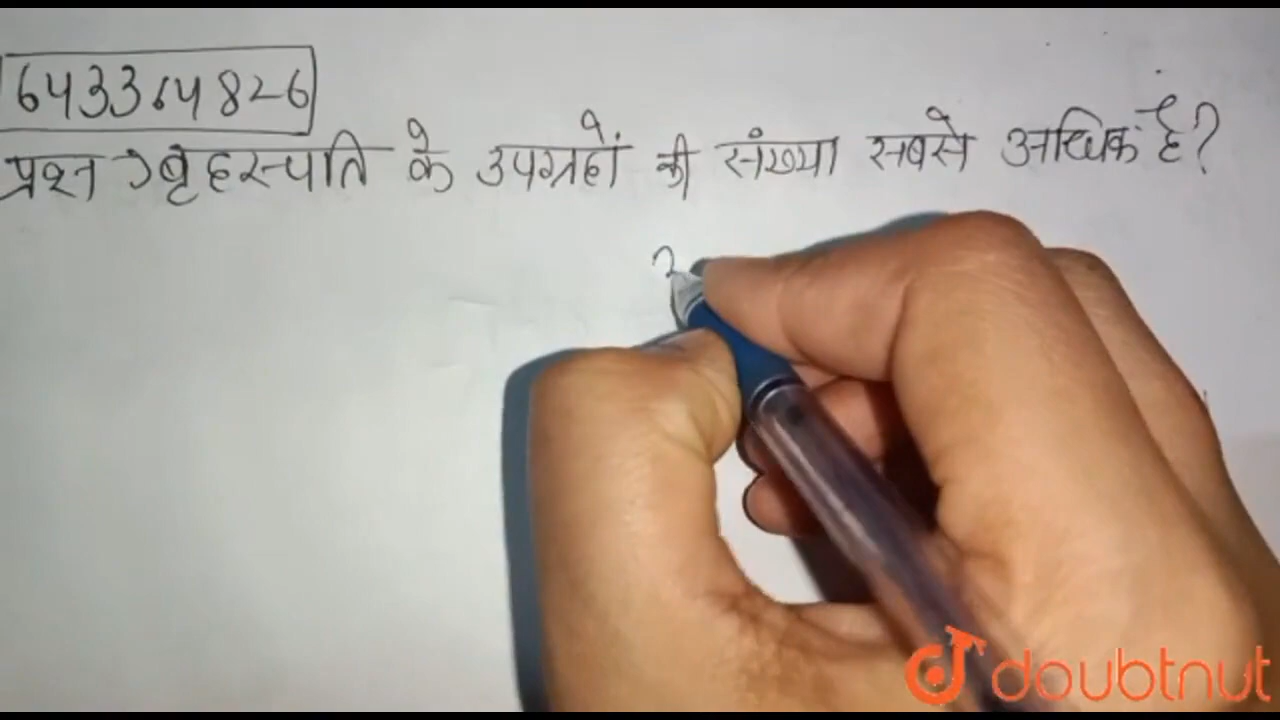 643364826
प्रश्न → बृहस्पति के उपग्रहों की संख्या सबसे अधिक है?
doubtnut